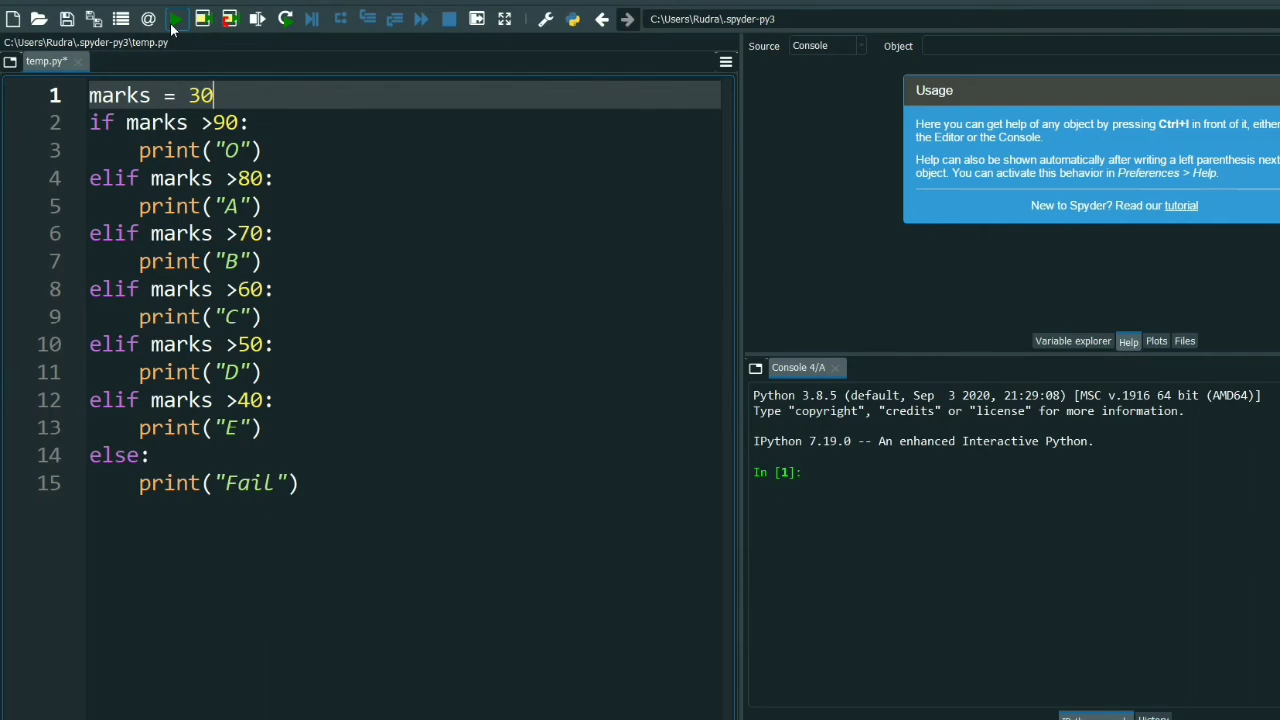 C:\Users\Rudra\.spyder-py3
C:\Users\Rudra\.spyder-py3\temp.py
temp.py*
1 marks = 30
2 if marks >90:
3 print("O")
4 elif marks >80:
5 print("A")
6 elif marks >70:
7 print("B")
8 elif marks >60:
9 print("C")
10 elif marks >50:
11 print("D")
12 elif marks >40:
13 print("E")
14 else:
15 print("Fail")
Source Console Object
Usage
Here you can get help of any object by pressing Ctrl+I in front of it, either
the Editor or the Console.
Help can also be shown automatically after writing a left parenthesis next
object. You can activate this behavior in Preferences > Help.
New to Spyder? Read our tutorial
Variable explorer Help Plots Files
Console 4/A
Python 3.8.5 (default, Sep 3 2020, 21:29:08) [MSC v.1916 64 bit (AMD64)]
Type "copyright", "credits" or "license" for more information.
IPython 7.19.0 -- An enhanced Interactive Python.
In [1]: